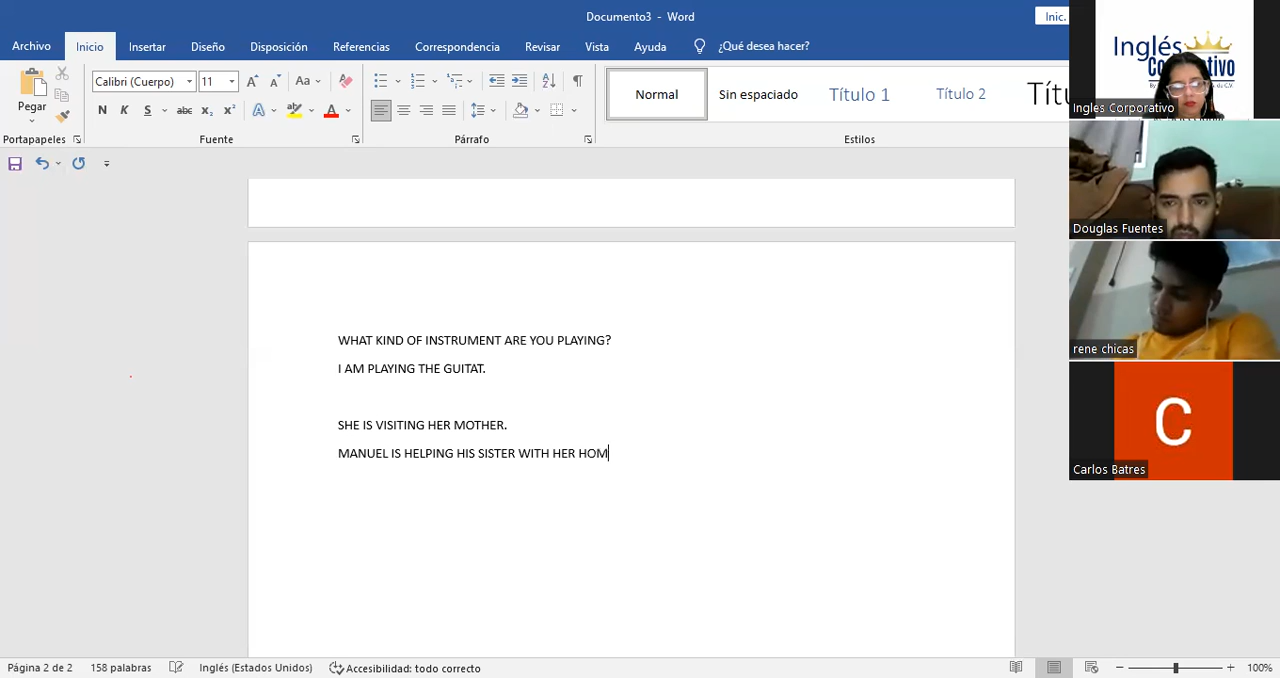 Documento3 - Word
Inic.
Archivo Inicio Insertar Diseño Disposición Referencias Correspondencia Revisar Vista Ayuda ¿Qué desea hacer?
Pegar
Calibri (Cuerpo) 11
Normal
Sin espaciado
Título 1
Título 2
Títu
Portapapeles Fuente Párrafo Estilos
WHAT KIND OF INSTRUMENT ARE YOU PLAYING?
I AM PLAYING THE GUITAT.
SHE IS VISITING HER MOTHER.
MANUEL IS HELPING HIS SISTER WITH HER HOM
Inglés
Ingles Corporativo
Douglas Fuentes
rene chicas
C
Carlos Batres
Página 2 de 2 158 palabras Inglés (Estados Unidos) Accesibilidad: todo correcto 100%